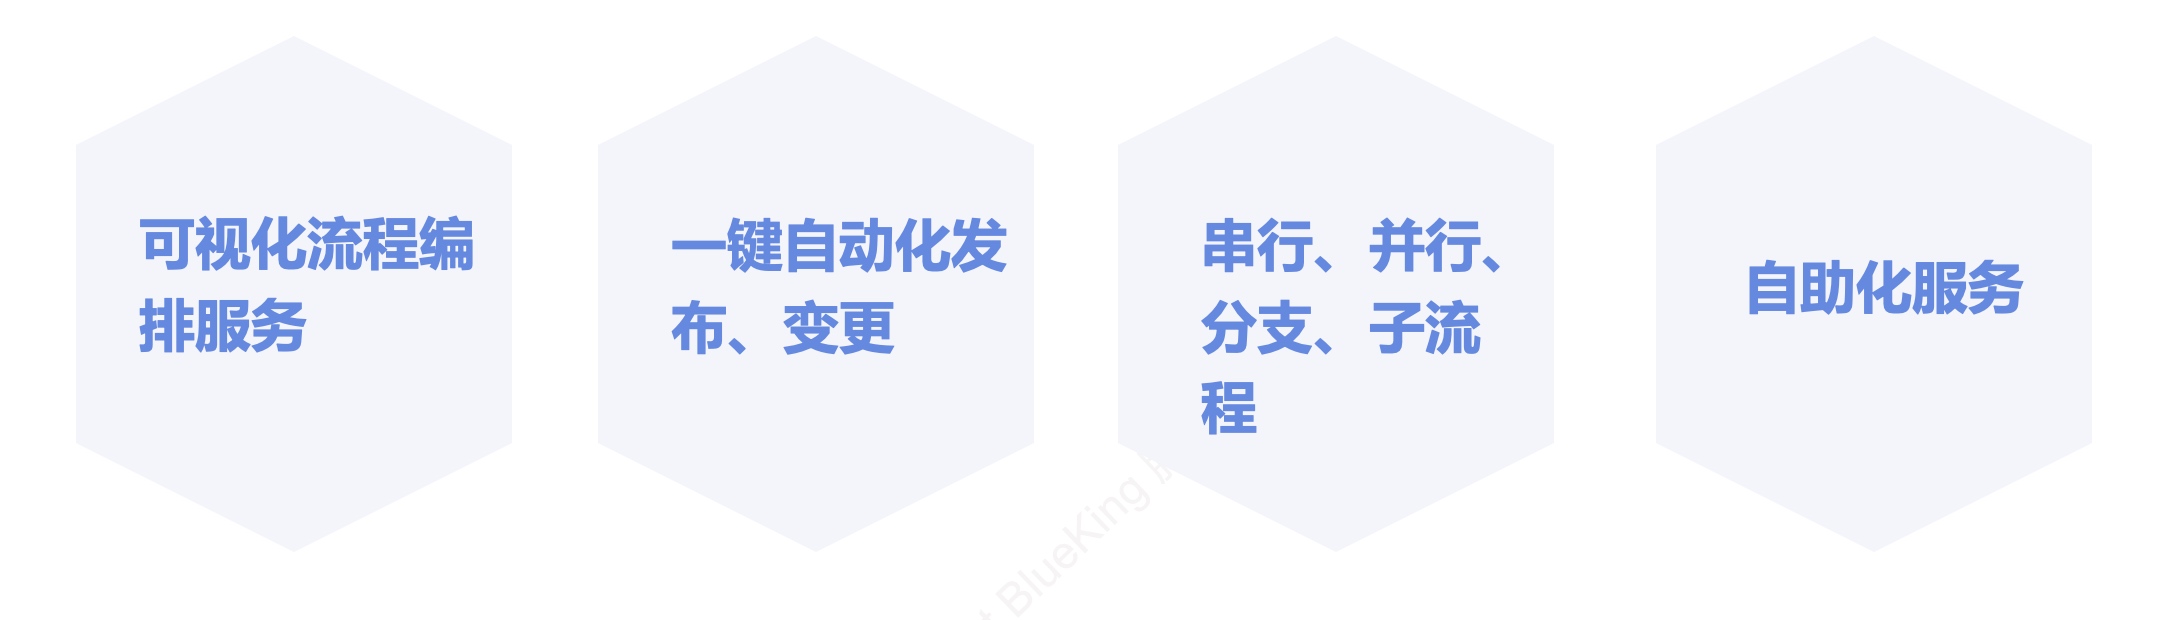 可视化流程编
排服务
一键自动化发
布、变更
串行、并行、
分支、子流
程
自助化服务
BlueKing